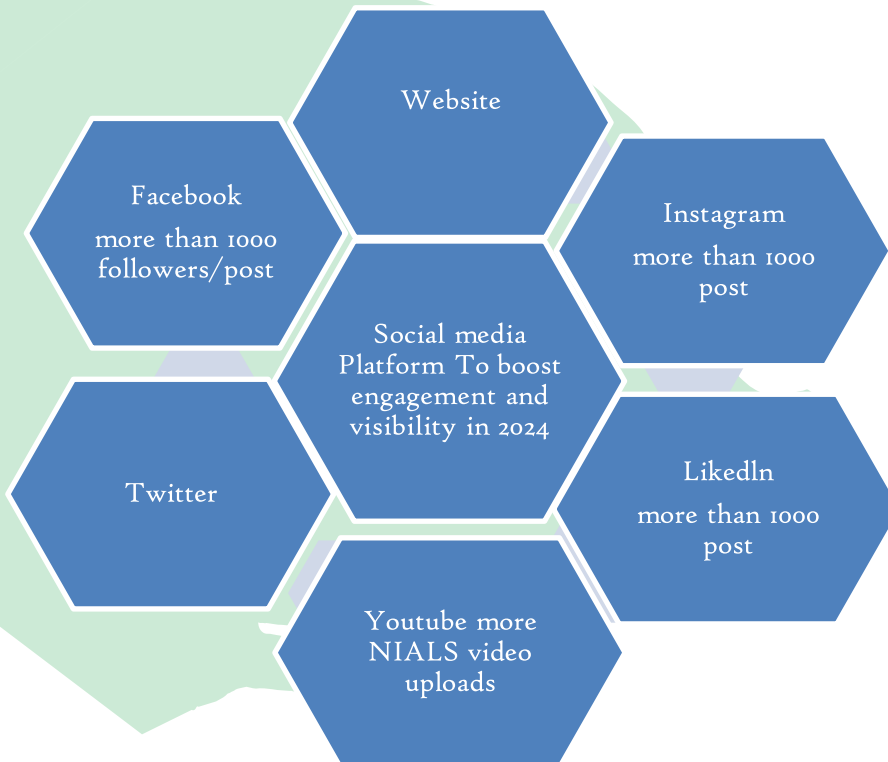 Website
Facebook
more than 1000
followers/post
Instagram
more than 1000
post
Social media
Platform To boost
engagement and
visibility in 2024
Twitter
Likedln
more than 1000
post
Youtube more
NIALS video
uploads